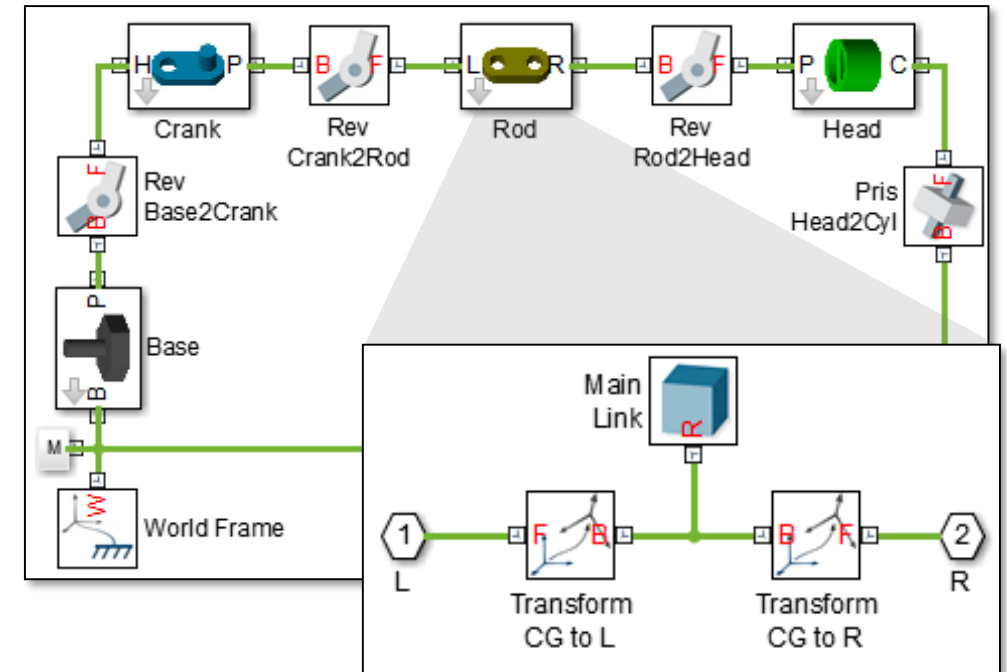 H
P
B
F
L
R
B
F
P
C
Crank
Rev
Crank2Rod
Rod
Rev
Rod2Head
Head
F
B
Rev
Base2Crank
Pris
Head2Cyl
F
B
P
B
Base
M
W
World Frame
Main
Link
R
1
L
F
B
Transform
CG to L
B
F
Transform
CG to R
2
R